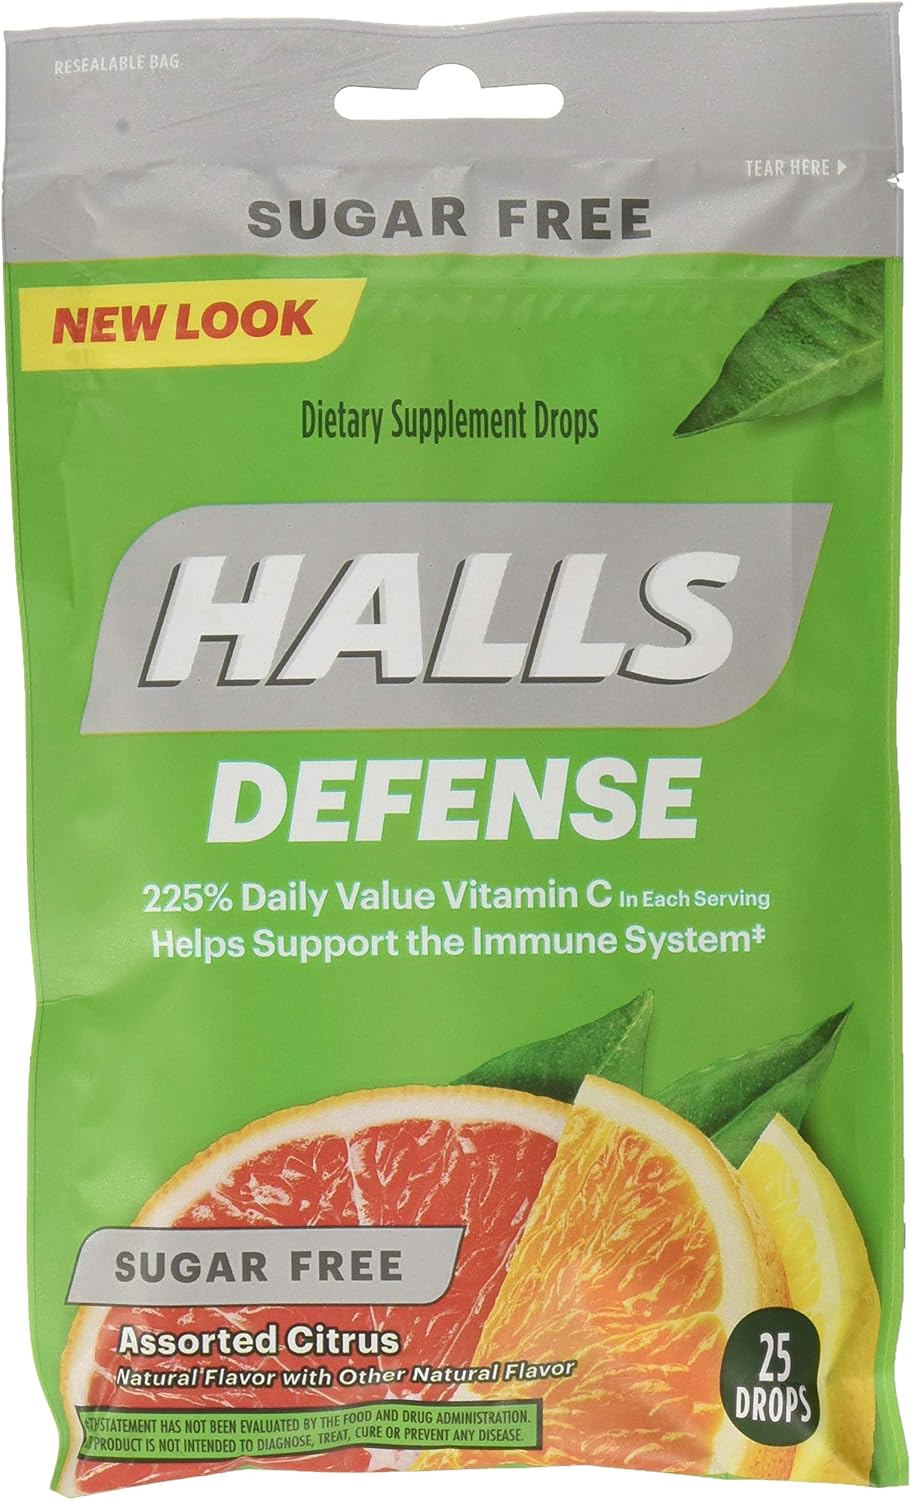 RESEALABLE BAG
TEAR HERE
SUGAR FREE
NEW LOOK
Dietary Supplement Drops
HALLS
DEFENSE
225% Daily Value Vitamin C In Each Serving
Helps Support the Immune System‡
SUGAR FREE
Assorted Citrus
Natural Flavor with Other Natural Flavor
STATEMENT HAS NOT BEEN EVALUATED BY THE FOOD AND DRUG ADMINISTRATION.
PRODUCT IS NOT INTENDED TO DIAGNOSE, TREAT, CURE OR PREVENT ANY DISEASE.
25
DROPS